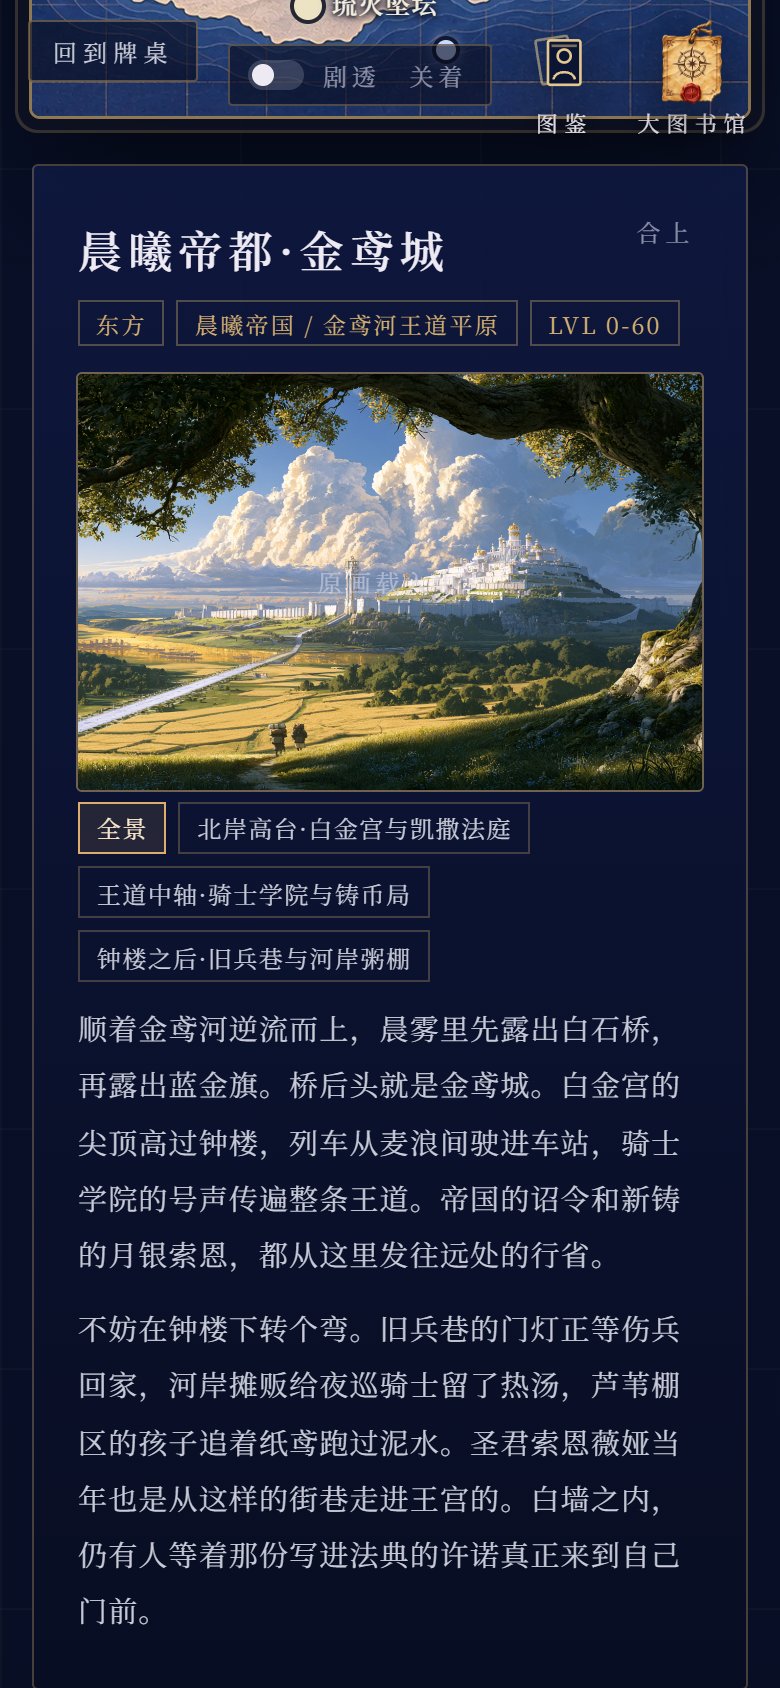 琉火坠坛
回到牌桌
剧透 关着
图鉴
大图书馆
晨曦帝都·金鸢城
合上
东方
晨曦帝国 / 金鸢河王道平原
LVL 0-60
原画载
全景
北岸高台·白金宫与凯撒法庭
王道中轴·骑士学院与铸币局
钟楼之后·旧兵巷与河岸粥棚
顺着金鸢河逆流而上，晨雾里先露出白石桥，
再露出蓝金旗。桥后头就是金鸢城。白金宫的
尖顶高过钟楼，列车从麦浪间驶进车站，骑士
学院的号声传遍整条王道。帝国的诏令和新铸
的月银索恩，都从这里发往远处的行省。
不妨在钟楼下转个弯。旧兵巷的门灯正等伤兵
回家，河岸摊贩给夜巡骑士留了热汤，芦苇棚
区的孩子追着纸鸢跑过泥水。圣君索恩薇娅当
年也是从这样的街巷走进王宫的。白墙之内，
仍有人等着那份写进法典的许诺真正来到自己
门前。